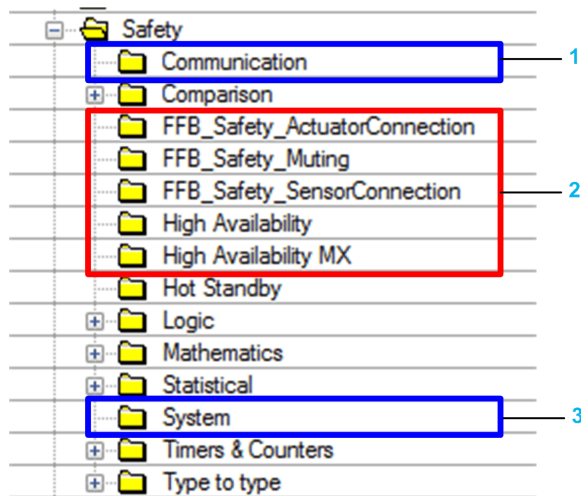 Safety
Communication 1
Comparison
FFB_Safety_ActuatorConnection
FFB_Safety_Muting
FFB_Safety_SensorConnection 2
High Availability
High Availability MX
Hot Standby
Logic
Mathematics
Statistical
System 3
Timers & Counters
Type to type